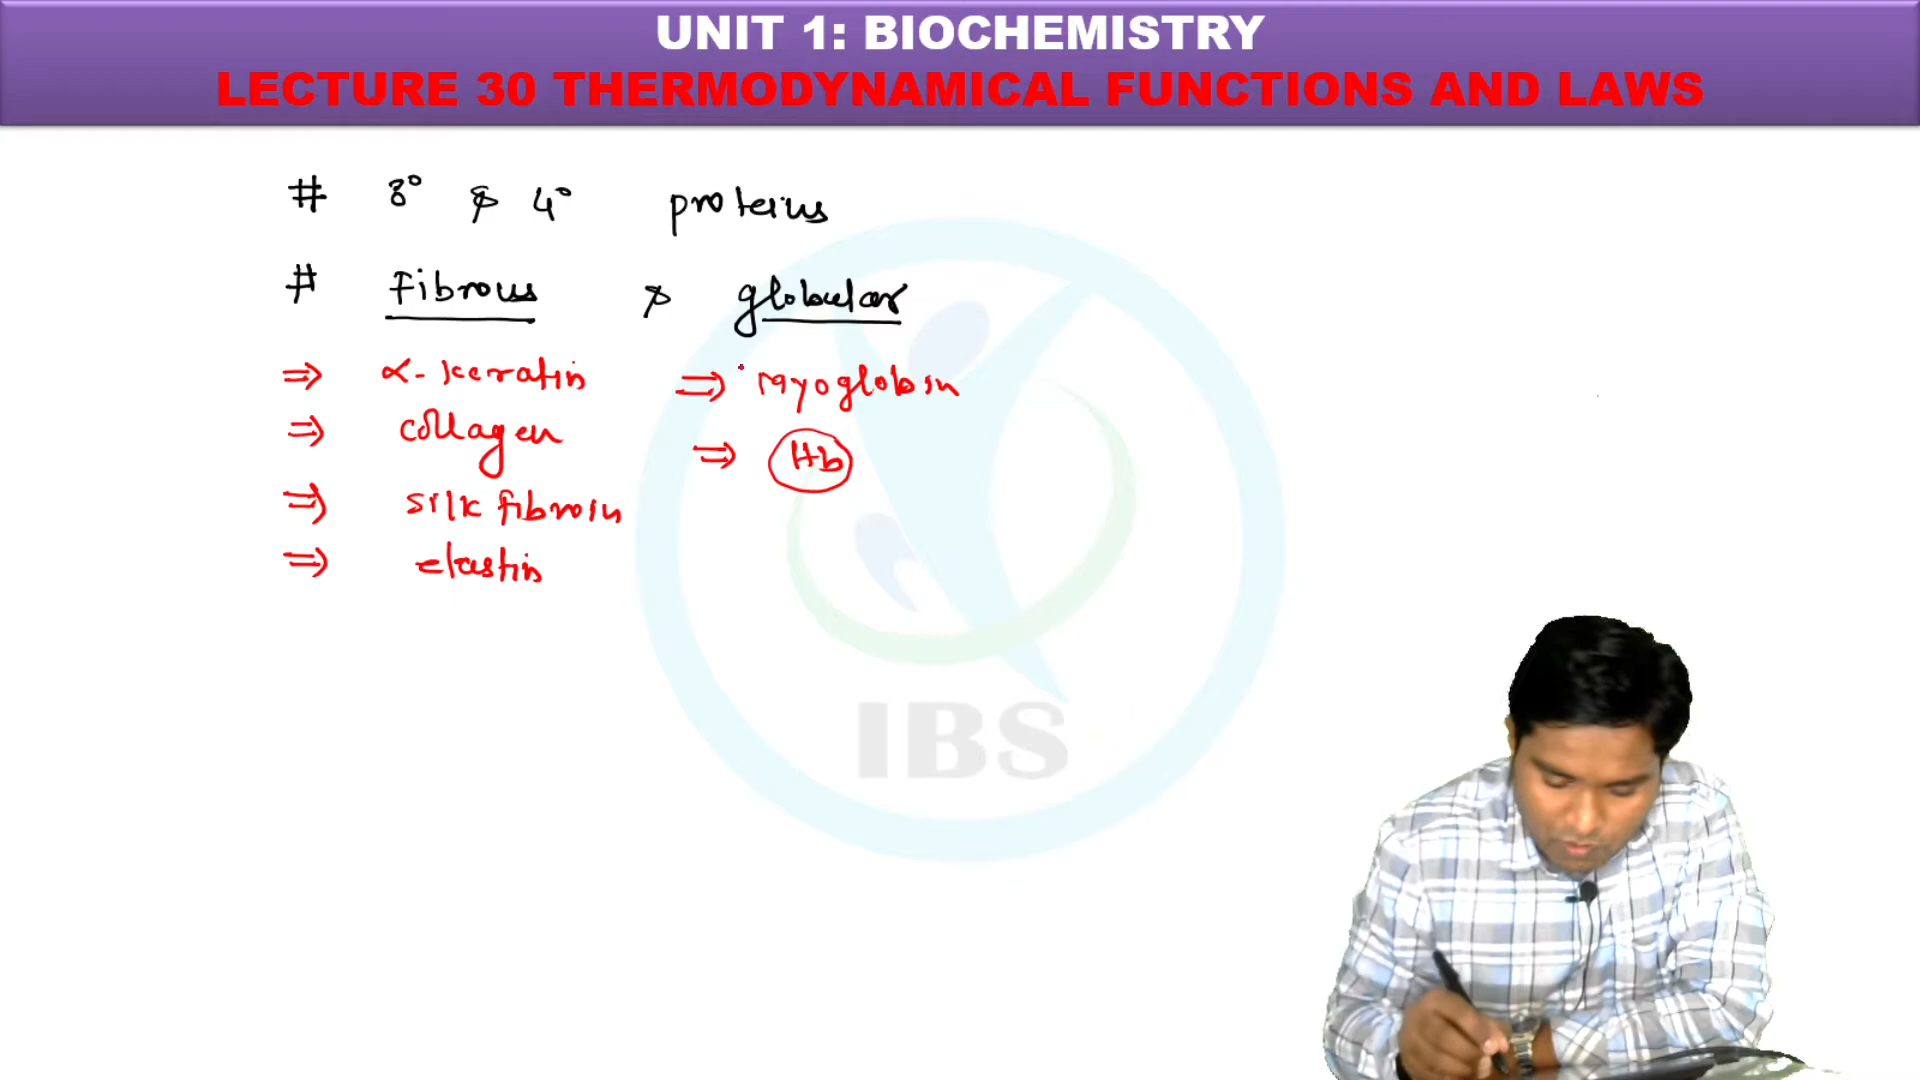 UNIT 1: BIOCHEMISTRY
LECTURE 30 THERMODYNAMICAL FUNCTIONS AND LAWS
# 3° & 4° proteins
# Fibrous & globular
⇒ α-keratin ⇒ Myoglobin
⇒ collagen ⇒ Hb
⇒ silk fibroin
⇒ elastin
IBS